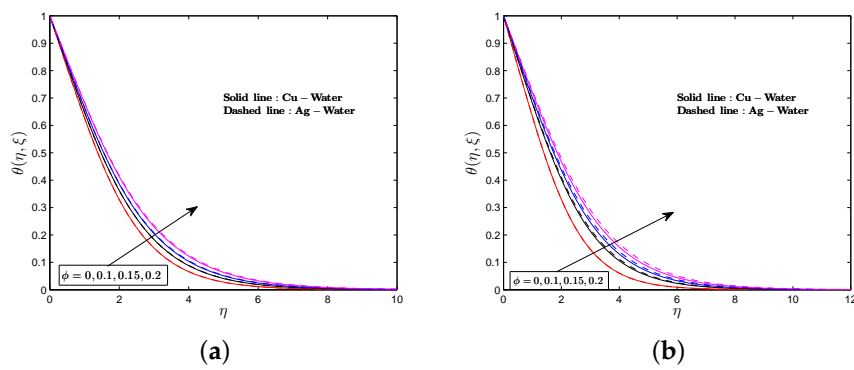 1
0.9
0.8
0.7
0.6
0.5
0.4
0.3
0.2
0.1
0
θ(η, ξ)
Solid line : Cu – Water
Dashed line : Ag – Water
ϕ = 0, 0.1, 0.15, 0.2
0 2 4 6 8 10
η
(a)
1
0.9
0.8
0.7
0.6
0.5
0.4
0.3
0.2
0.1
0
θ(η, ξ)
Solid line : Cu – Water
Dashed line : Ag – Water
ϕ = 0, 0.1, 0.15, 0.2
0 2 4 6 8 10 12
η
(b)